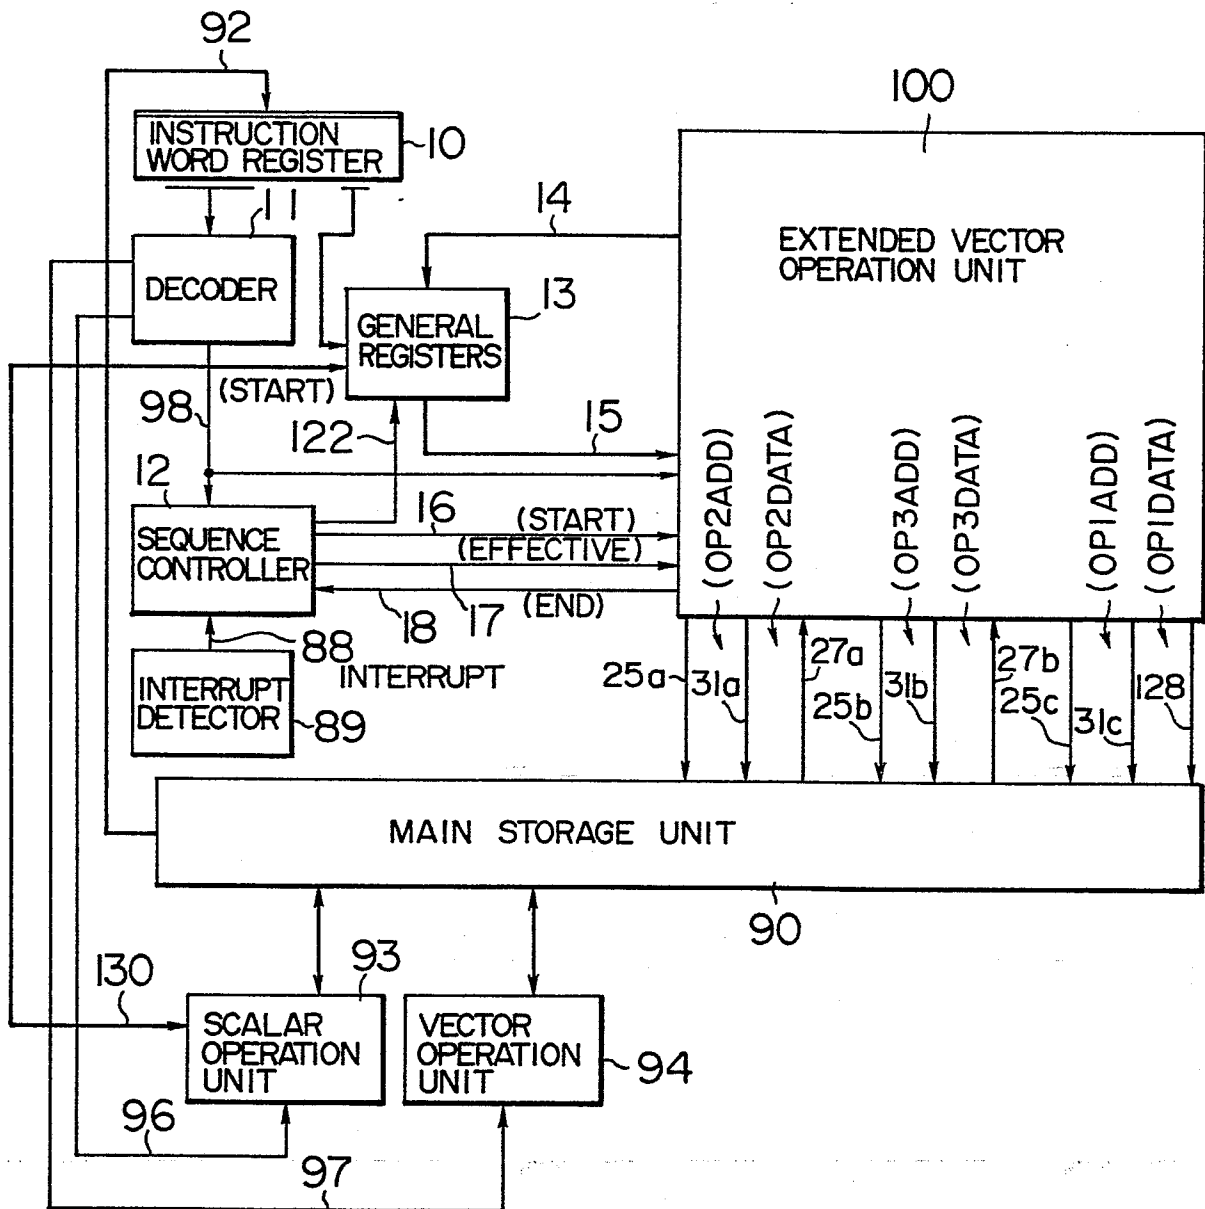 92
100
INSTRUCTION
WORD REGISTER
10
11
14
EXTENDED VECTOR
OPERATION UNIT
DECODER
13
GENERAL
REGISTERS
(START)
98
122
15
12
16
(START)
SEQUENCE
CONTROLLER
(EFFECTIVE)
18
17
(END)
(OP2ADD)
(OP2DATA)
(OP3ADD)
(OP3DATA)
(OP1ADD)
(OP1DATA)
88
INTERRUPT
INTERRUPT
DETECTOR
89
25a
31a
27a
25b
31b
27b
25c
31c
128
MAIN STORAGE UNIT
90
93
130
SCALAR
OPERATION
UNIT
VECTOR
OPERATION
UNIT
94
96
97